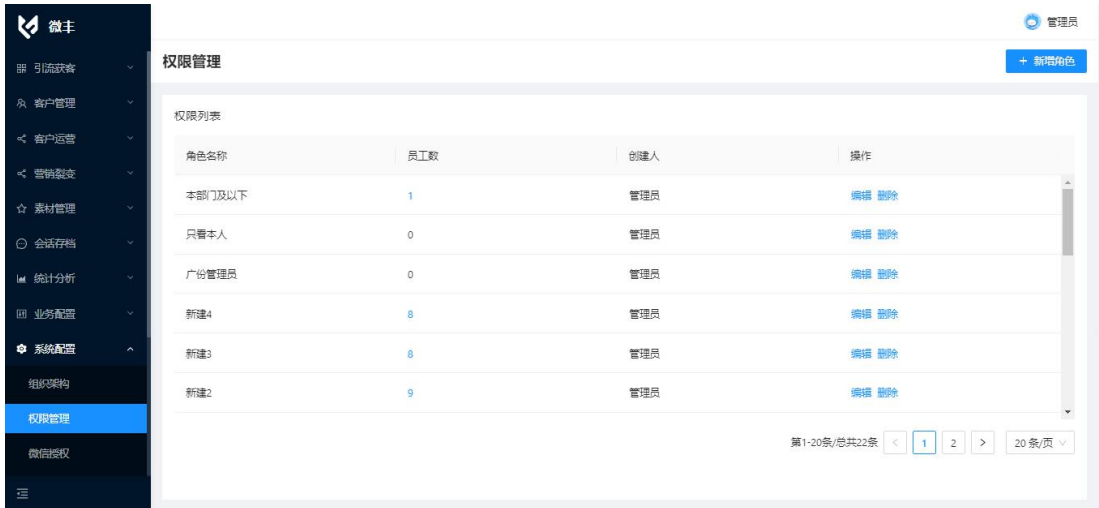 微丰
管理员
引流获客
客户管理
客户运营
营销裂变
素材管理
会话存档
统计分析
业务配置
系统配置
组织架构
权限管理
微信授权
权限管理
+ 新增角色
权限列表
角色名称 员工数 创建人 操作
本部门及以下 1 管理员 编辑 删除
只看本人 0 管理员 编辑 删除
广份管理员 0 管理员 编辑 删除
新建4 8 管理员 编辑 删除
新建3 8 管理员 编辑 删除
新建2 9 管理员 编辑 删除
第1-20条/总共22条 < 1 2 > 20 条/页